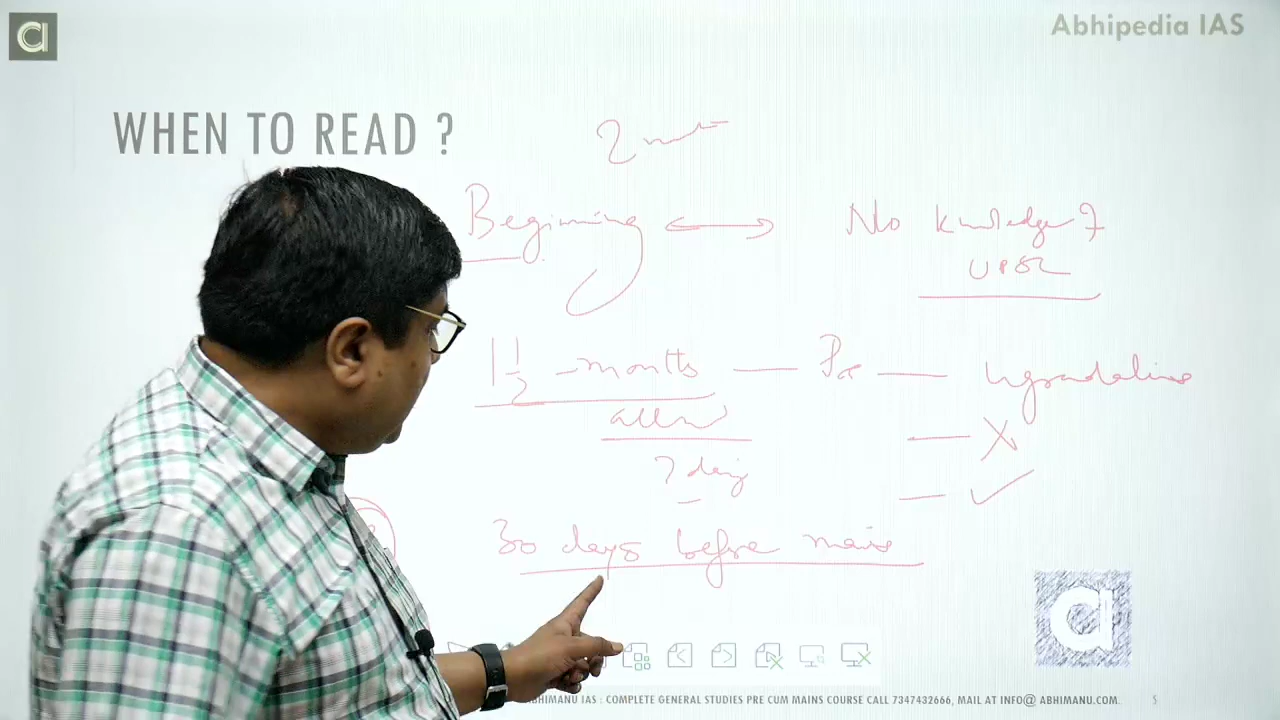 Abhipedia IAS
WHEN TO READ ?
2
Beginning ↔ No knowledge of
UPSC
1 1/2 - months — Pre — upgradation
— X
7 days
— ✓
30 days before mains
ABHIMANU IAS : COMPLETE GENERAL STUDIES PRE CUM MAINS COURSE CALL 7347432666, MAIL AT INFO@ ABHIMANU.COM. 5